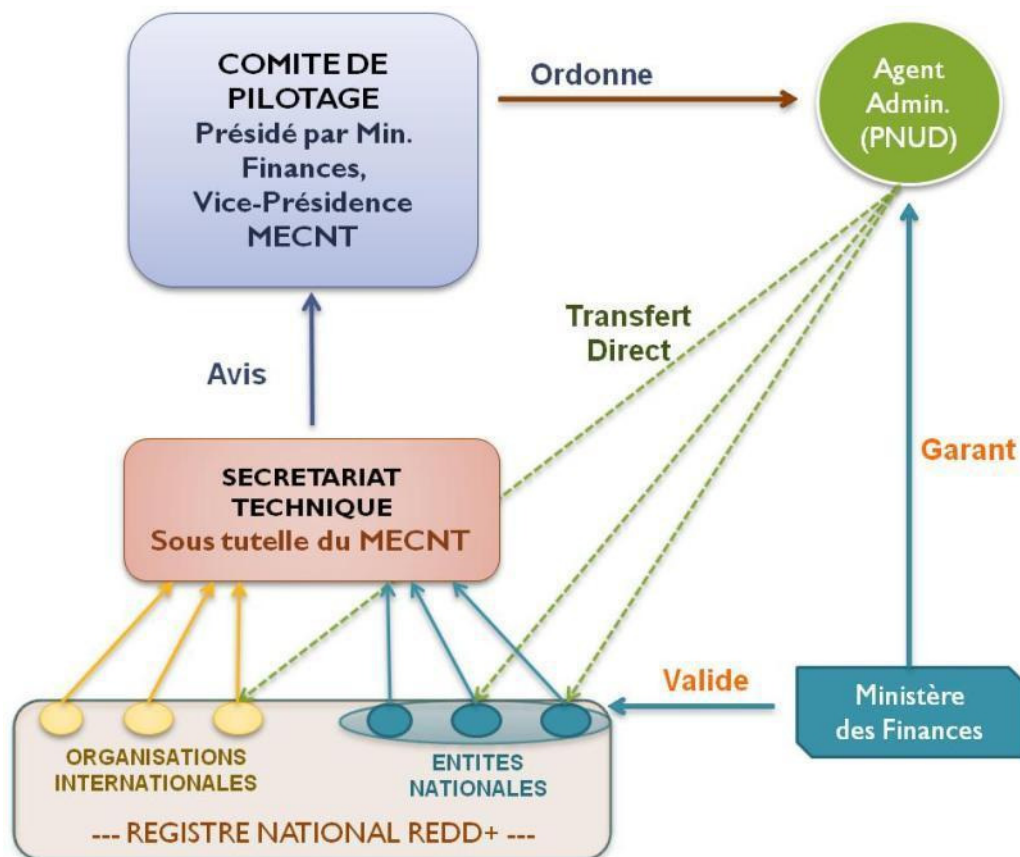 COMITE DE
PILOTAGE
Présidé par Min.
Finances,
Vice-Présidence
MECNT
Ordonne
Agent
Admin.
(PNUD)
Transfert
Direct
Avis
Garant
SECRETARIAT
TECHNIQUE
Sous tutelle du MECNT
Valide
Ministère
des Finances
ORGANISATIONS
INTERNATIONALES
ENTITES
NATIONALES
--- REGISTRE NATIONAL REDD+ ---